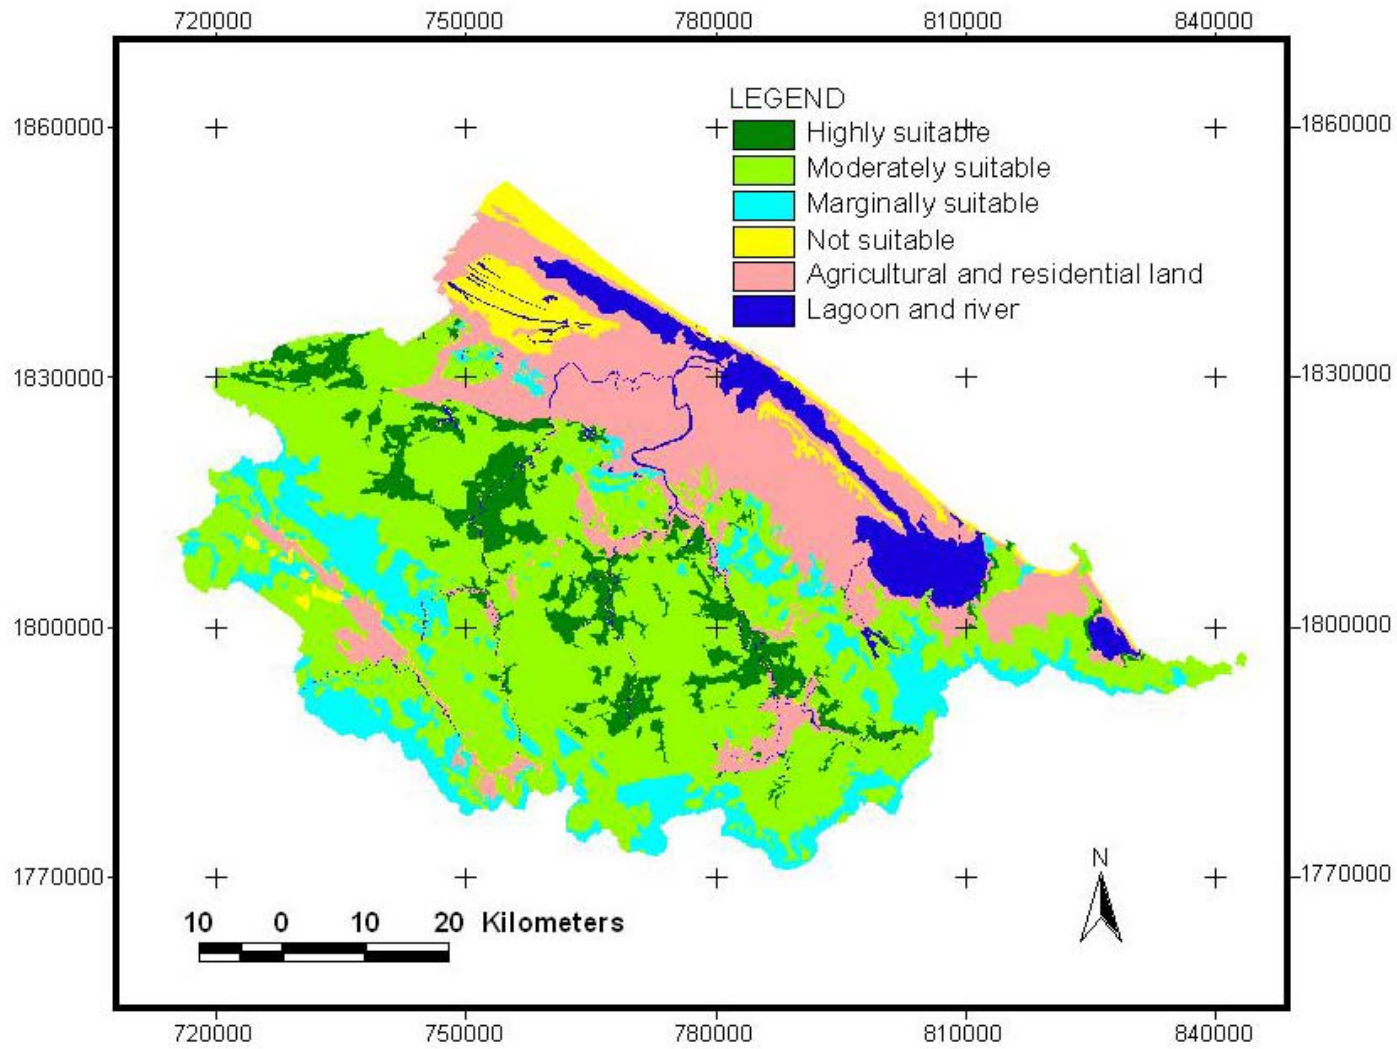 720000 750000 780000 810000 840000
LEGEND
1860000 1860000
Highly suitable
Moderately suitable
Marginally suitable
Not suitable
Agricultural and residential land
Lagoon and river
1830000 1830000
1800000 1800000
N
1770000 1770000
10 0 10 20 Kilometers
720000 750000 780000 810000 840000